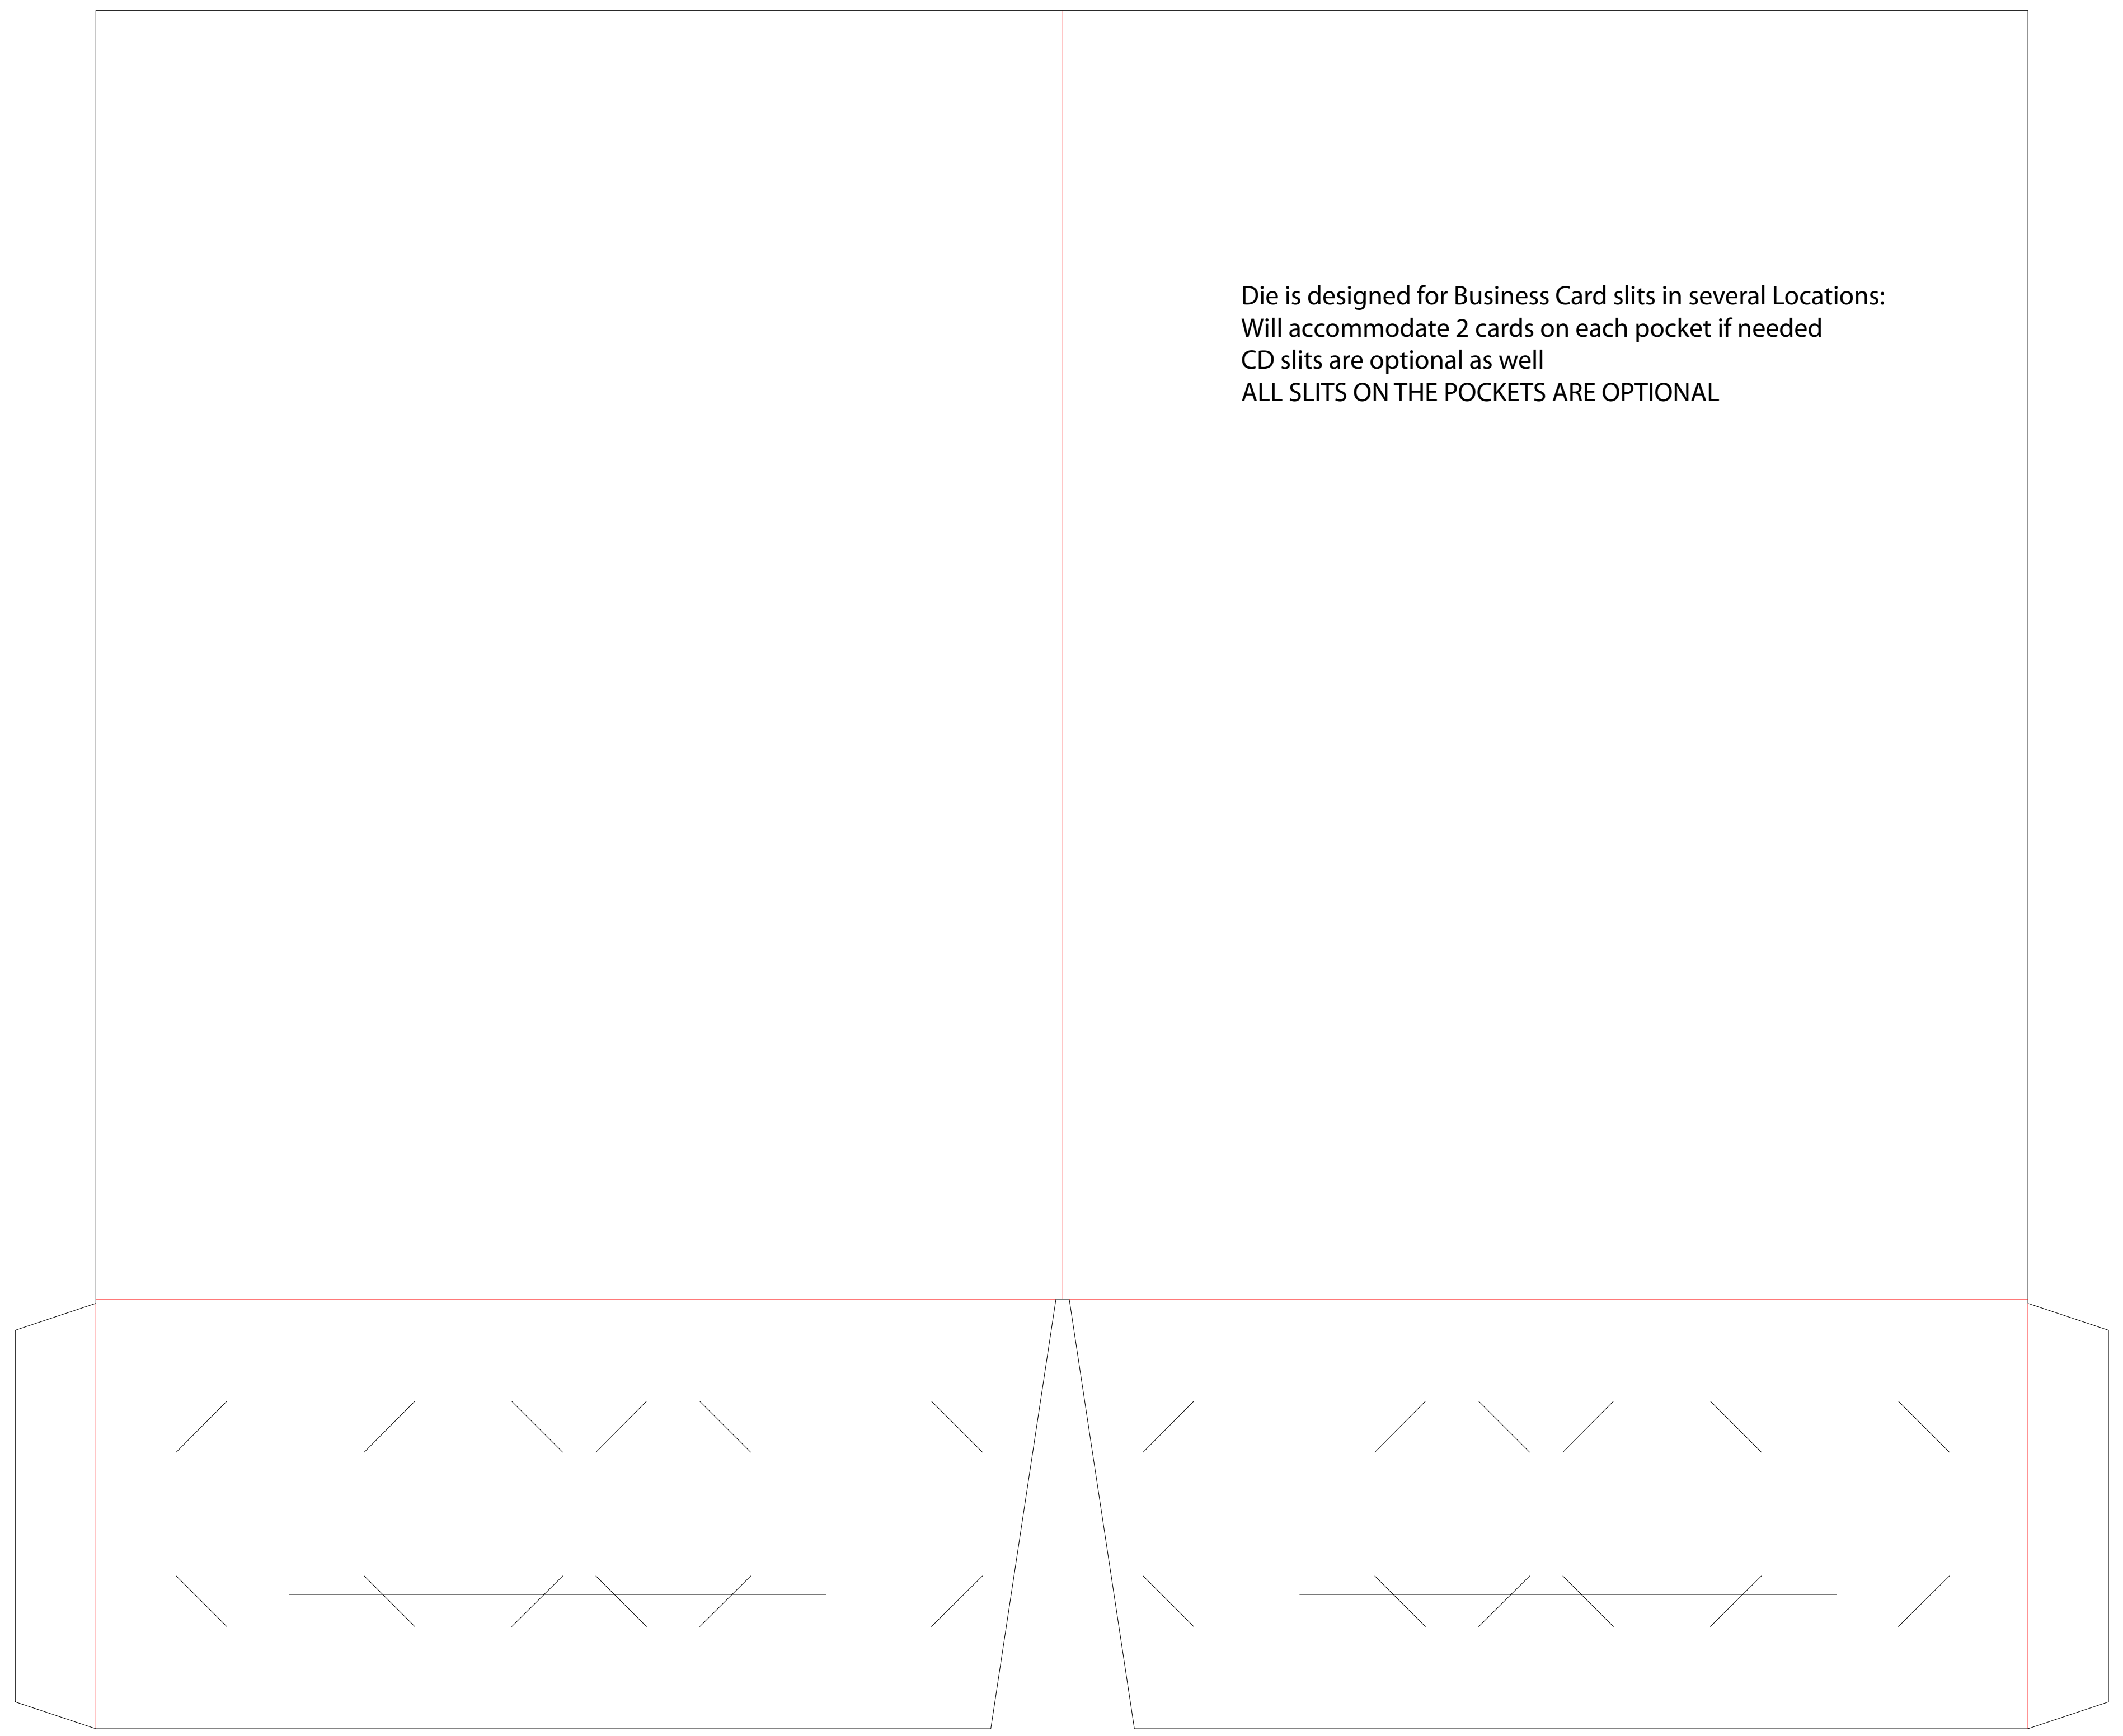 Die is designed for Business Card slits in several Locations:
Will accommodate 2 cards on each pocket if needed
CD slits are optional as well
ALL SLITS ON THE POCKETS ARE OPTIONAL